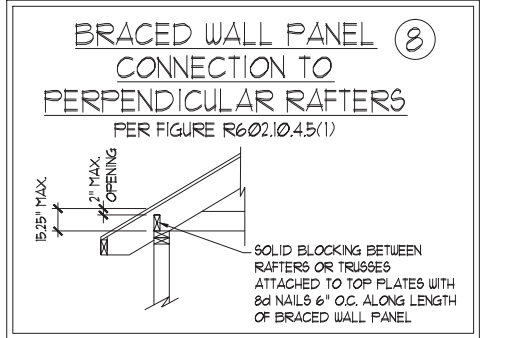 BRACED WALL PANEL
8
CONNECTION TO
PERPENDICULAR RAFTERS
PER FIGURE R602.10.4.5(1)
15.25" MAX.
2" MAX.
OPENING
SOLID BLOCKING BETWEEN
RAFTERS OR TRUSSES
ATTACHED TO TOP PLATES WITH
8d NAILS 6" O.C. ALONG LENGTH
OF BRACED WALL PANEL